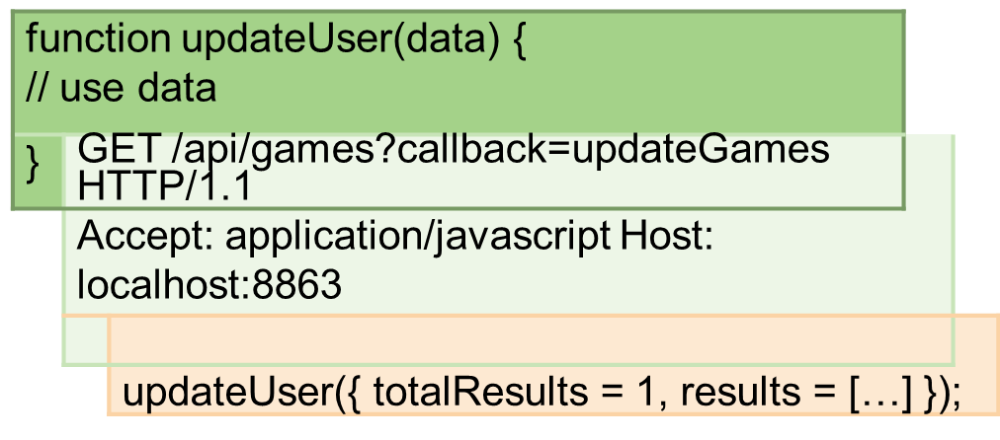 function updateUser(data) {
// use data
}
GET /api/games?callback=updateGames
HTTP/1.1
Accept: application/javascript Host:
localhost:8863
updateUser({ totalResults = 1, results = […] });